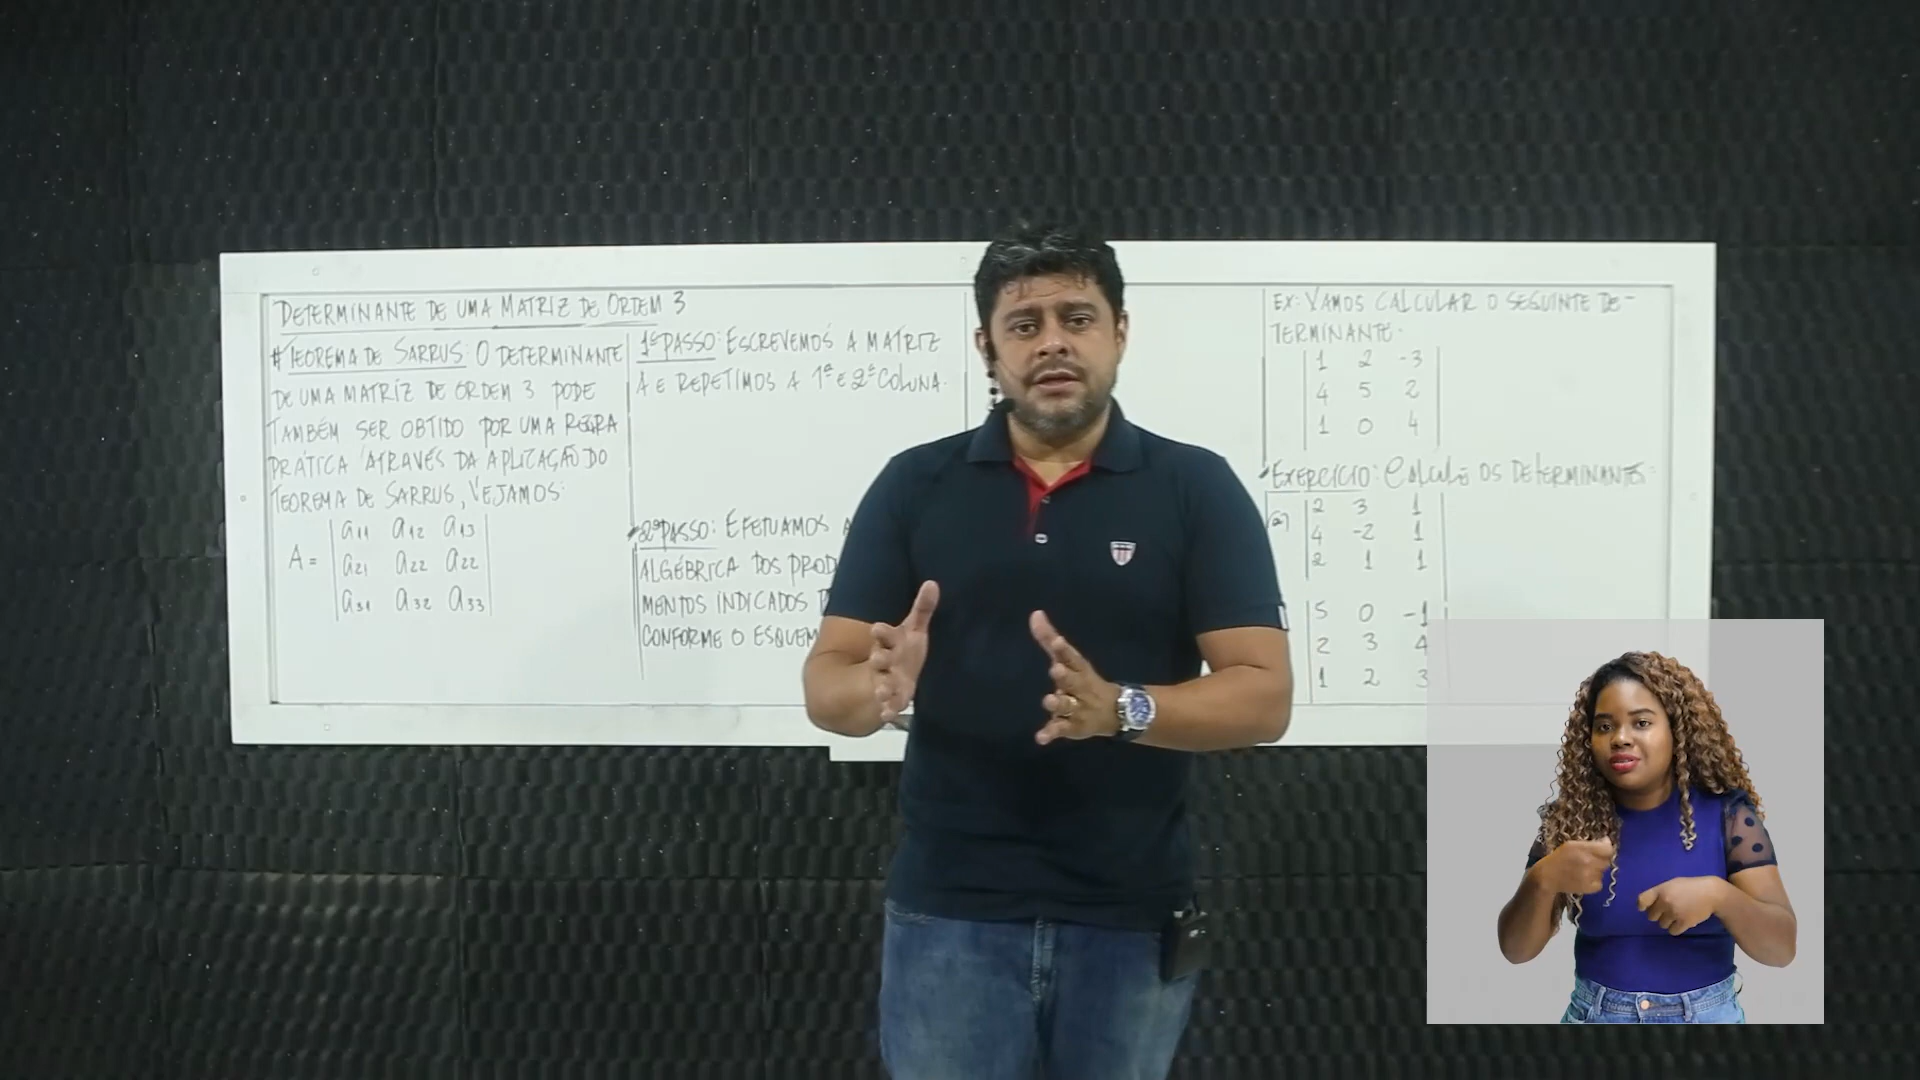 DETERMINANTE DE UMA MATRIZ DE ORDEM 3
# TEOREMA DE SARRUS: O DETERMINANTE
DE UMA MATRIZ DE ORDEM 3 PODE
TAMBÉM SER OBTIDO POR UMA REGRA
PRÁTICA ATRAVÉS DA APLICAÇÃO DO
TEOREMA DE SARRUS, VEJAMOS:
a11 a12 a13
A = a21 a22 a22
a31 a32 a33
1º PASSO: ESCREVEMOS A MATRIZ
A E REPETIMOS A 1ª E 2ª COLUNA.
2º PASSO: EFETUAMOS A
ALGÉBRICA DOS PROD
MENTOS INDICADOS P
CONFORME O ESQUEM
EX: VAMOS CALCULAR O SEGUINTE DE-
TERMINANTE.
1 2 -3
4 5 2
1 0 4
EXERCÍCIO: CALCULE OS DETERMINANTES:
a) 2 3 1
4 -2 1
2 1 1
5 0 -1
2 3 4
1 2 3